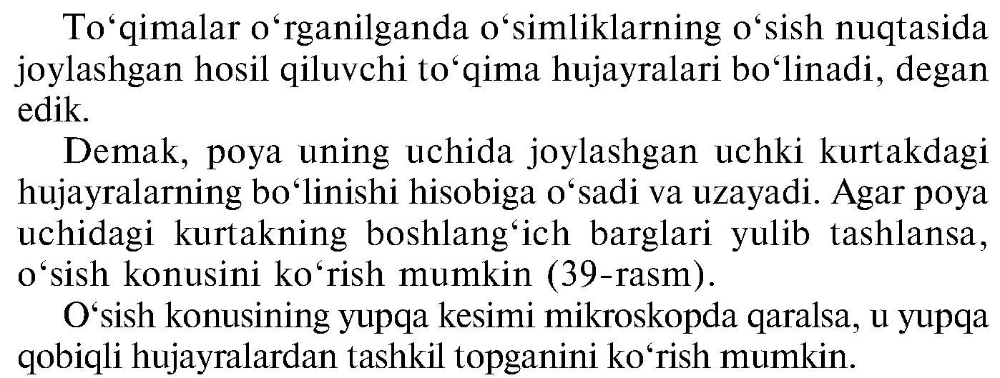 To‘qimalar o‘rganilganda o‘simliklarning o‘sish nuqtasida
joylashgan hosil qiluvchi to‘qima hujayralari bo‘linadi, degan
edik.
Demak, poya uning uchida joylashgan uchki kurtakdagi
hujayralarning bo‘linishi hisobiga o‘sadi va uzayadi. Agar poya
uchidagi kurtakning boshlang‘ich barglari yulib tashlansa,
o‘sish konusini ko‘rish mumkin (39-rasm).
O‘sish konusining yupqa kesimi mikroskopda qaralsa, u yupqa
qobiqli hujayralardan tashkil topganini ko‘rish mumkin.